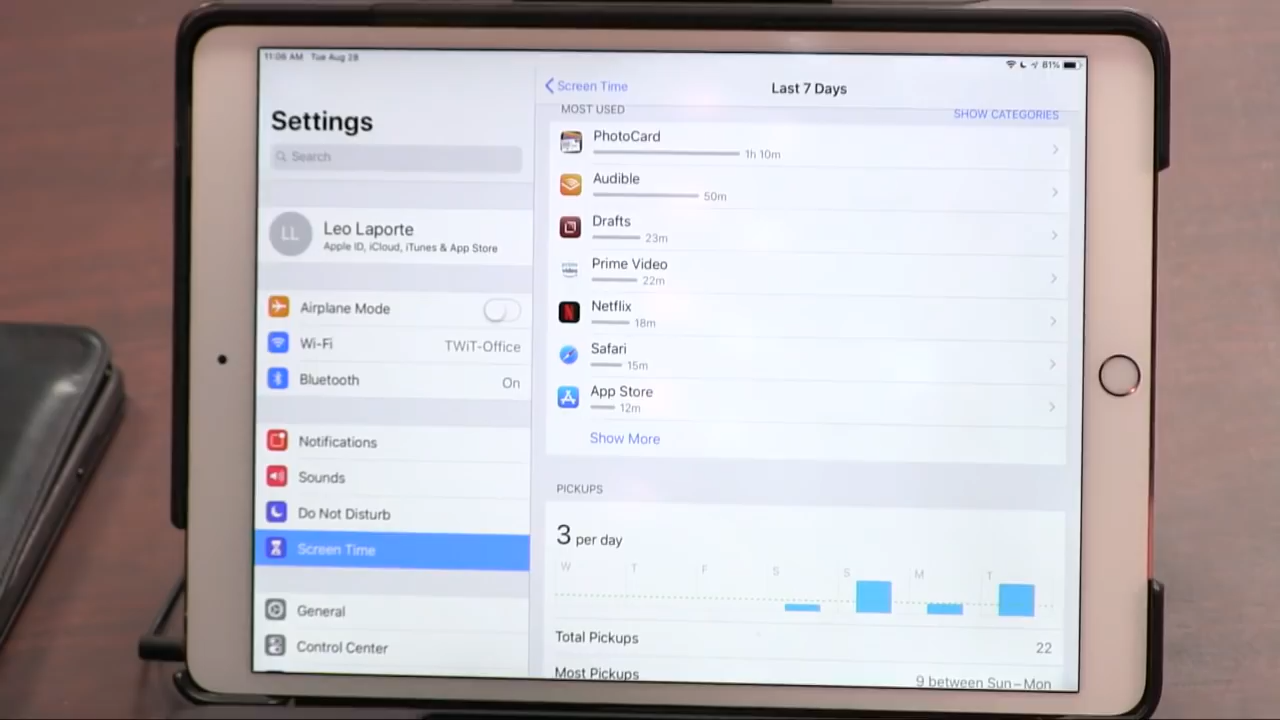 11:06 AM Tue Aug 28
81%
Settings
Search
LL
Leo Laporte
Apple ID, iCloud, iTunes & App Store
Airplane Mode
Wi-Fi TWiT-Office
Bluetooth On
Notifications
Sounds
Do Not Disturb
Screen Time
General
Control Center
Screen Time
Last 7 Days
MOST USED SHOW CATEGORIES
PhotoCard
1h 10m
Audible
50m
Drafts
23m
prime video
Prime Video
22m
N
Netflix
18m
Safari
15m
App Store
12m
Show More
PICKUPS
3 per day
W T F S S M T
Total Pickups 22
Most Pickups 9 between Sun – Mon